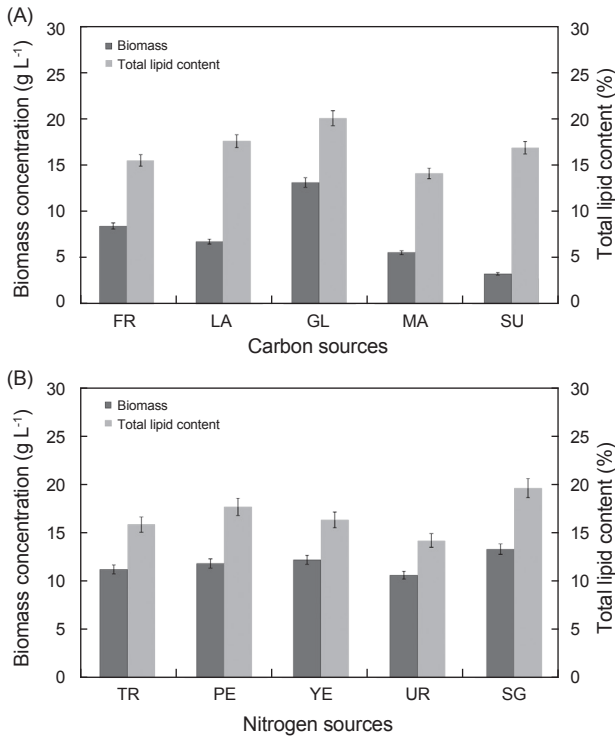 (A)
30
25
20
15
10
5
0
Biomass concentration (g L-1)
Biomass
Total lipid content
30
25
20
15
10
5
0
Total lipid content (%)
FR LA GL MA SU
Carbon sources
(B)
30
25
20
15
10
5
0
Biomass concentration (g L-1)
Biomass
Total lipid content
30
25
20
15
10
5
0
Total lipid content (%)
TR PE YE UR SG
Nitrogen sources